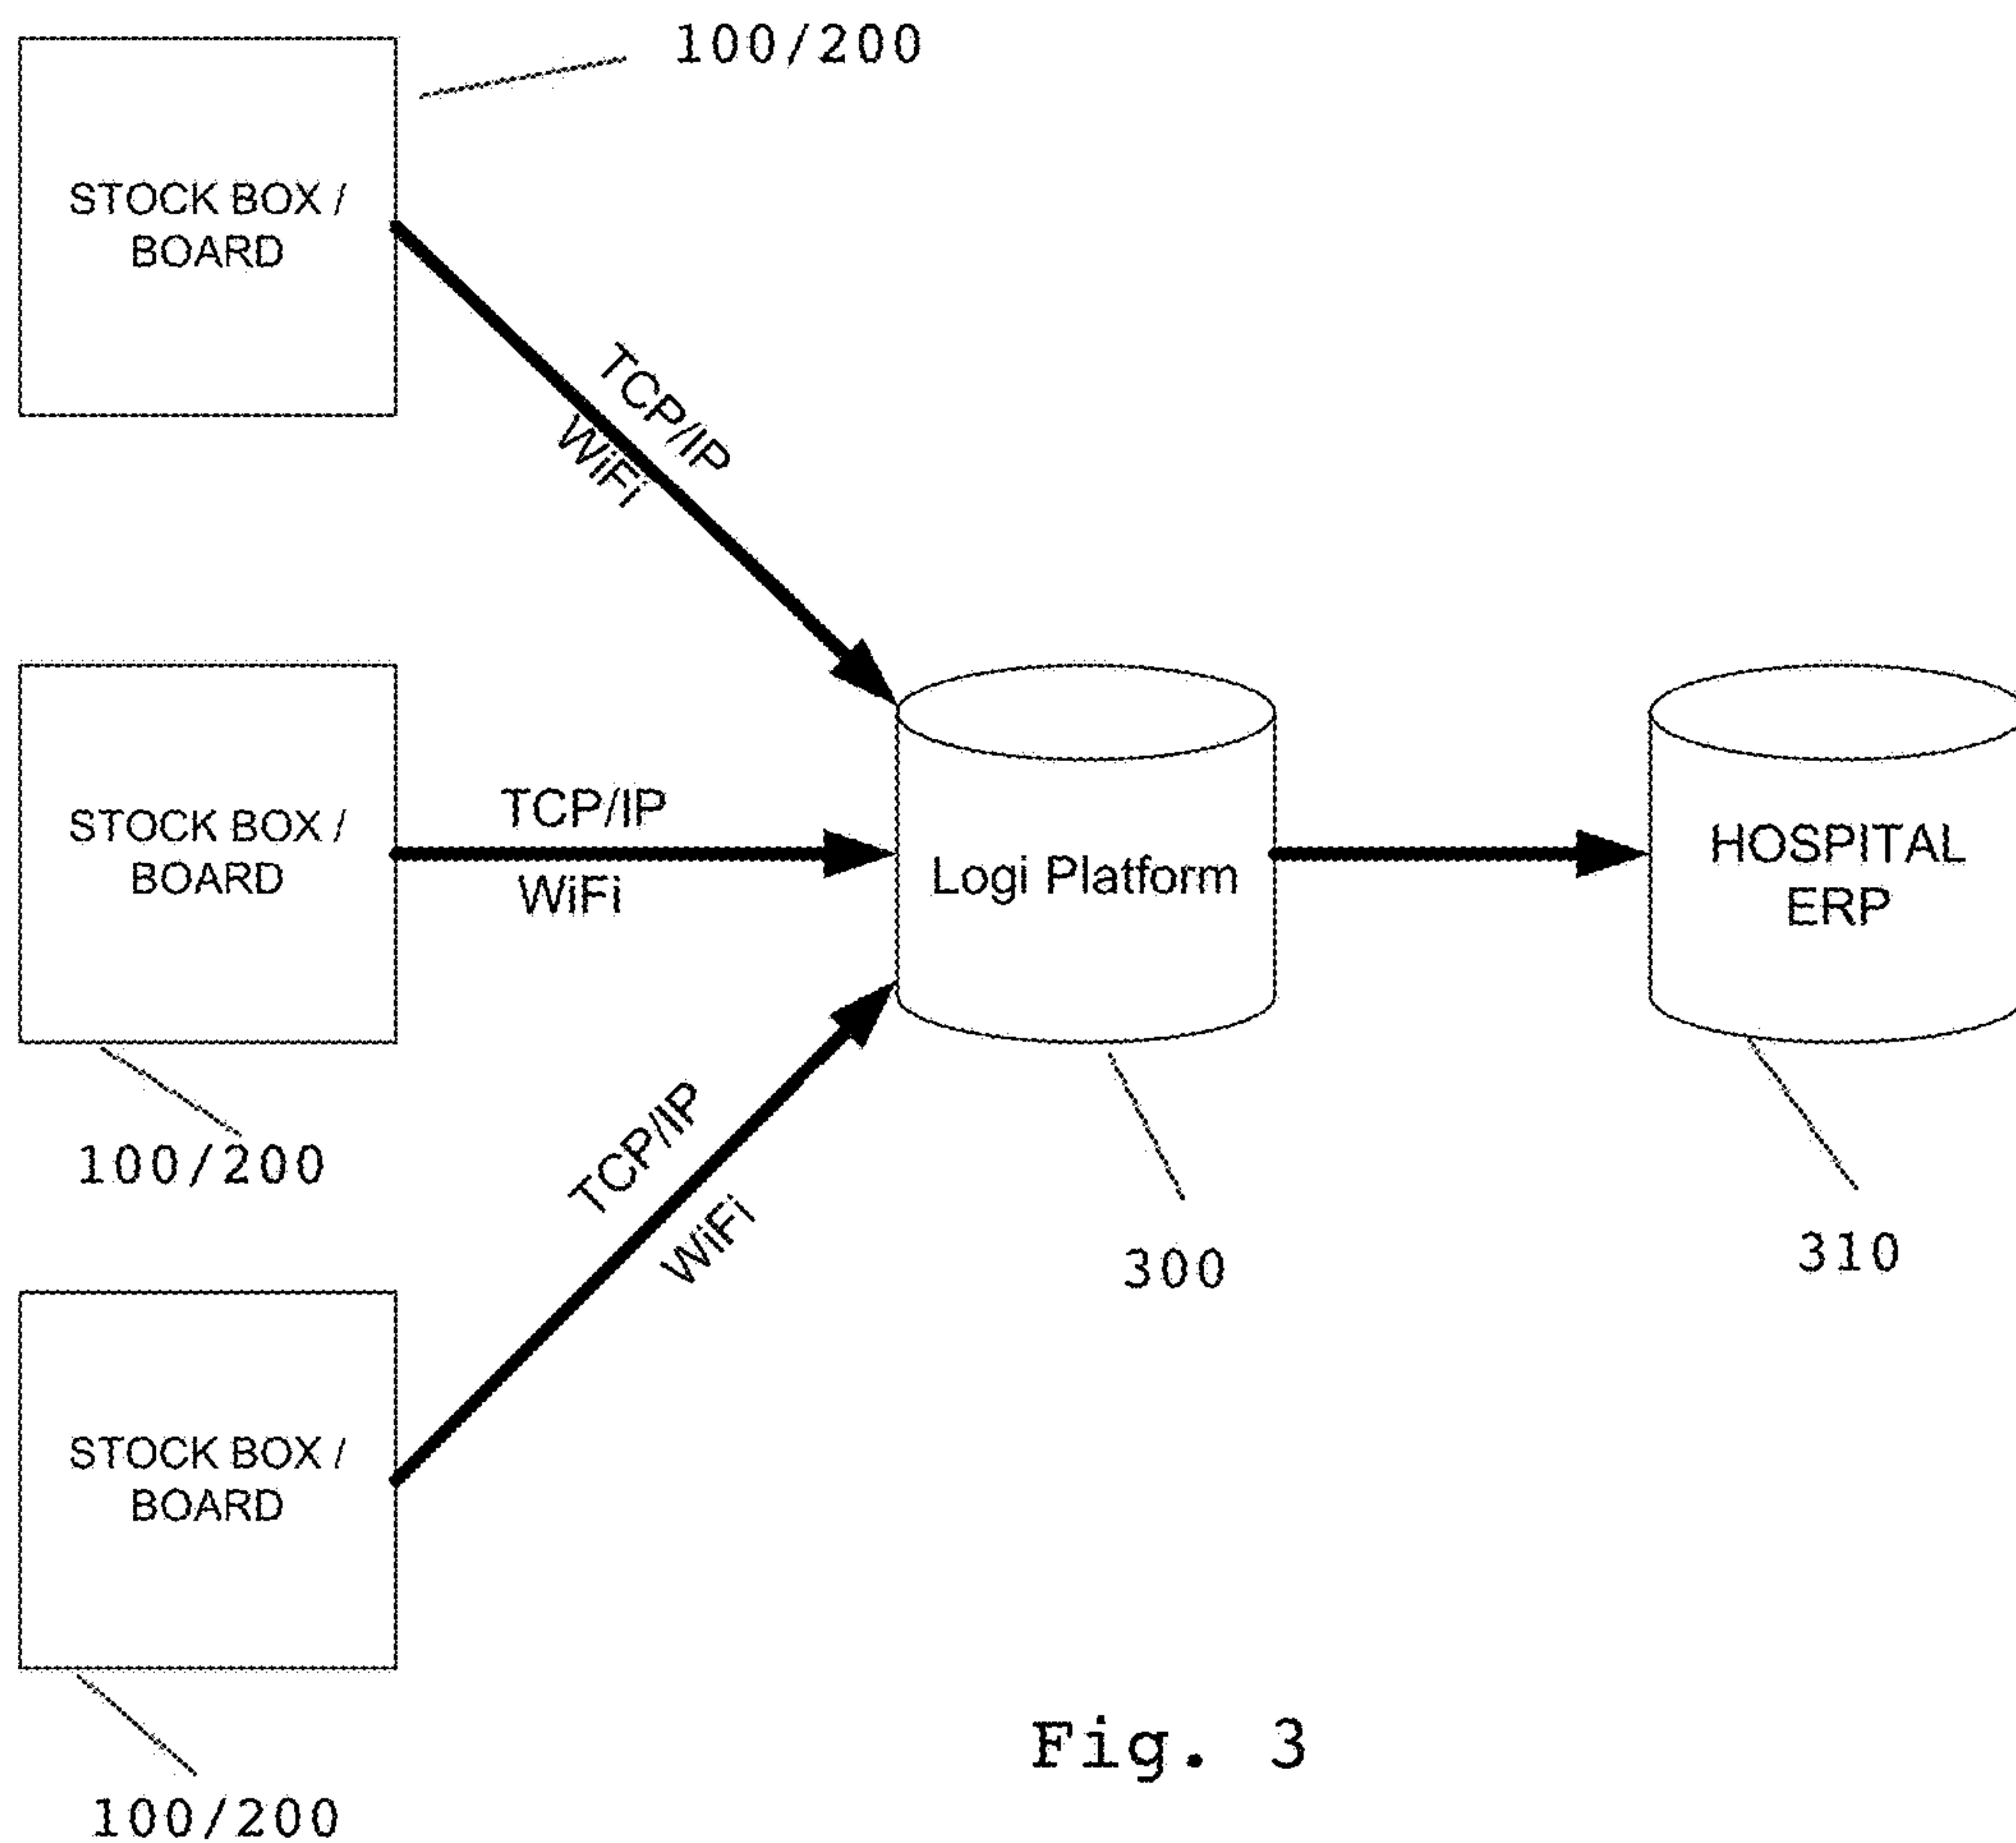 100/200
STOCK BOX /
BOARD
TCP/IP
WiFi
STOCK BOX /
BOARD
TCP/IP
WiFi
Logi Platform
HOSPITAL
ERP
100/200
TCP/IP
WiFi
300
310
STOCK BOX /
BOARD
Fig. 3
100/200